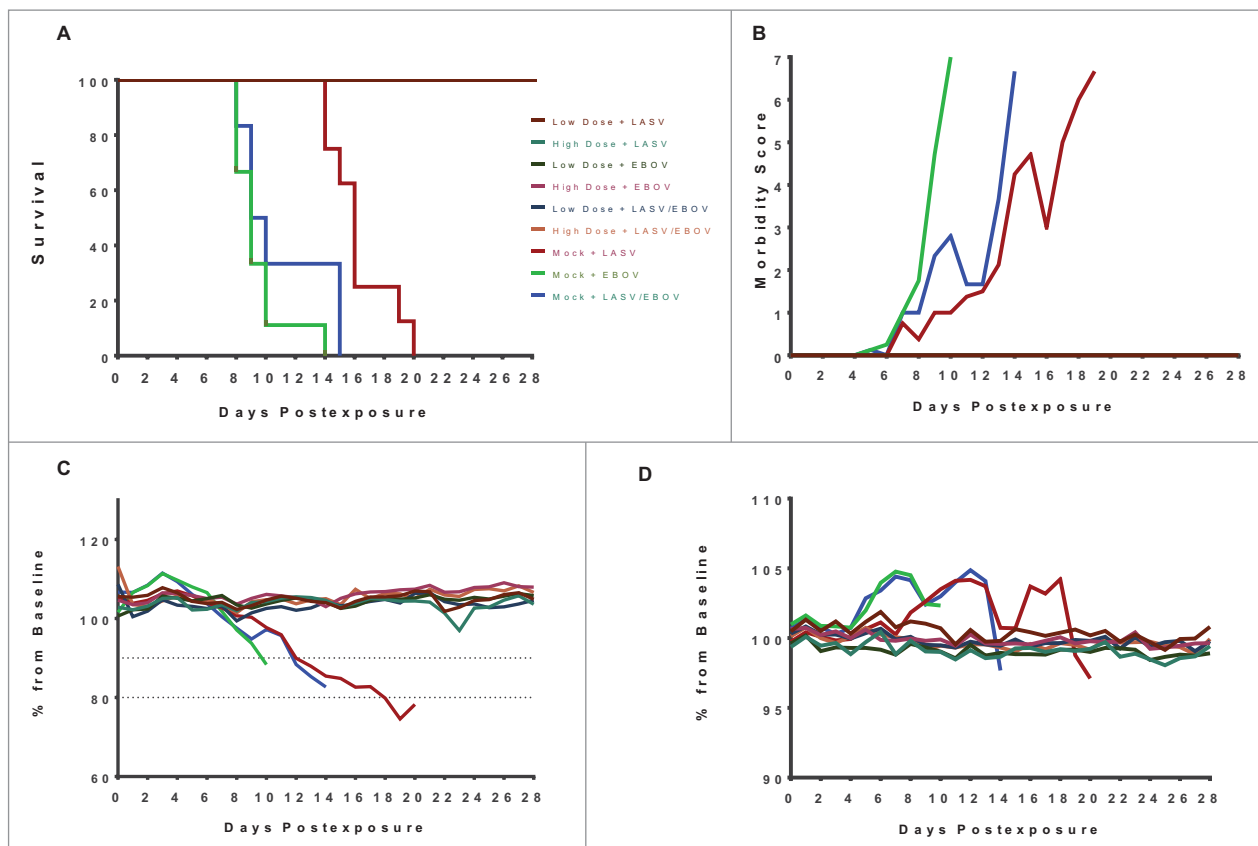 A
Survival
100
80
60
40
20
0
0 2 4 6 8 10 12 14 16 18 20 22 24 26 28
Days Postexposure
Low Dose + LASV
High Dose + LASV
Low Dose + EBOV
High Dose + EBOV
Low Dose + LASV/EBOV
High Dose + LASV/EBOV
Mock + LASV
Mock + EBOV
Mock + LASV/EBOV
B
Morbidity Score
7
6
5
4
3
2
1
0
0 2 4 6 8 10 12 14 16 19 20 22 24 26 28
Days Postexposure
C
% from Baseline
120
100
80
60
0 2 4 6 8 10 12 14 16 18 20 22 24 26 28
Days Postexposure
D
% from Baseline
110
105
100
95
90
0 2 4 6 8 10 12 14 16 18 20 22 24 26 28
Days Postexposure